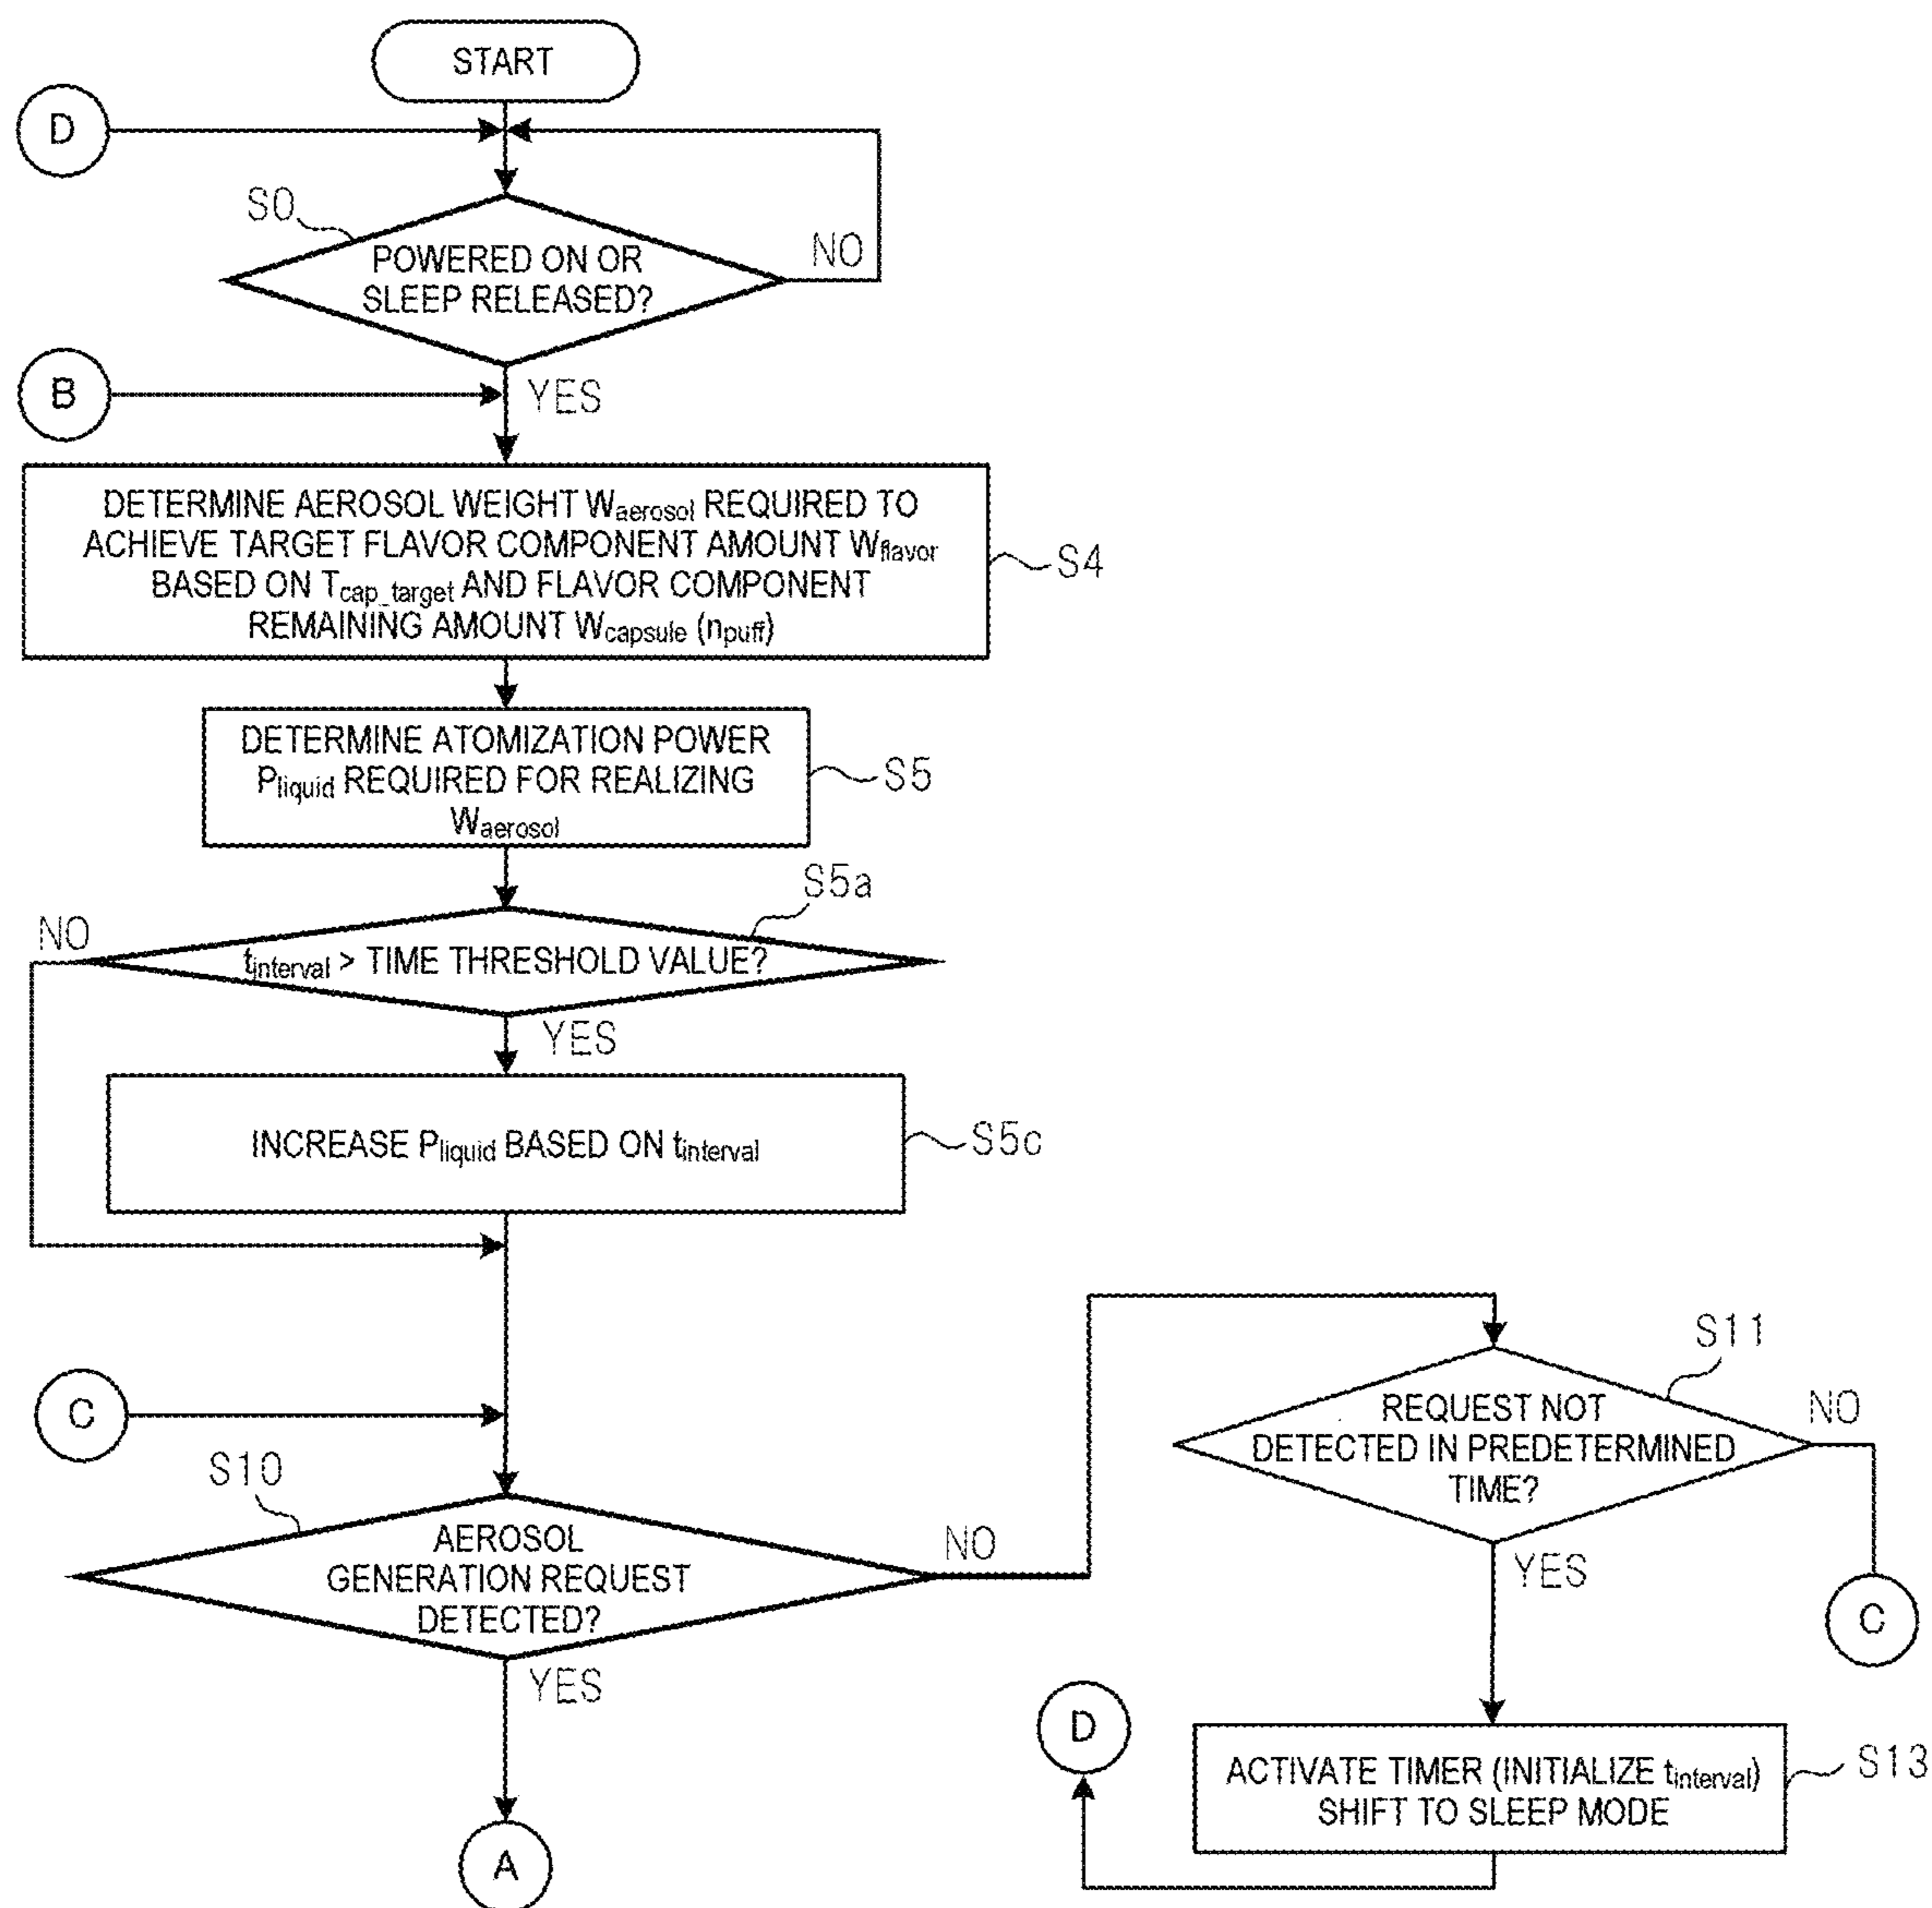 START
D
S0
POWERED ON OR
SLEEP RELEASED?
NO
B
YES
DETERMINE AEROSOL WEIGHT Waerosol REQUIRED TO
ACHIEVE TARGET FLAVOR COMPONENT AMOUNT Wflavor
BASED ON Tcap_target AND FLAVOR COMPONENT
REMAINING AMOUNT Wcapsule (npuff)
S4
DETERMINE ATOMIZATION POWER
Pliquid REQUIRED FOR REALIZING
Waerosol
S5
S5a
NO
tinterval > TIME THRESHOLD VALUE?
YES
INCREASE Pliquid BASED ON tinterval
S5c
C
S10
AEROSOL
GENERATION REQUEST
DETECTED?
NO
YES
A
S11
REQUEST NOT
DETECTED IN PREDETERMINED
TIME?
NO
YES
C
D
ACTIVATE TIMER (INITIALIZE tinterval)
SHIFT TO SLEEP MODE
S13